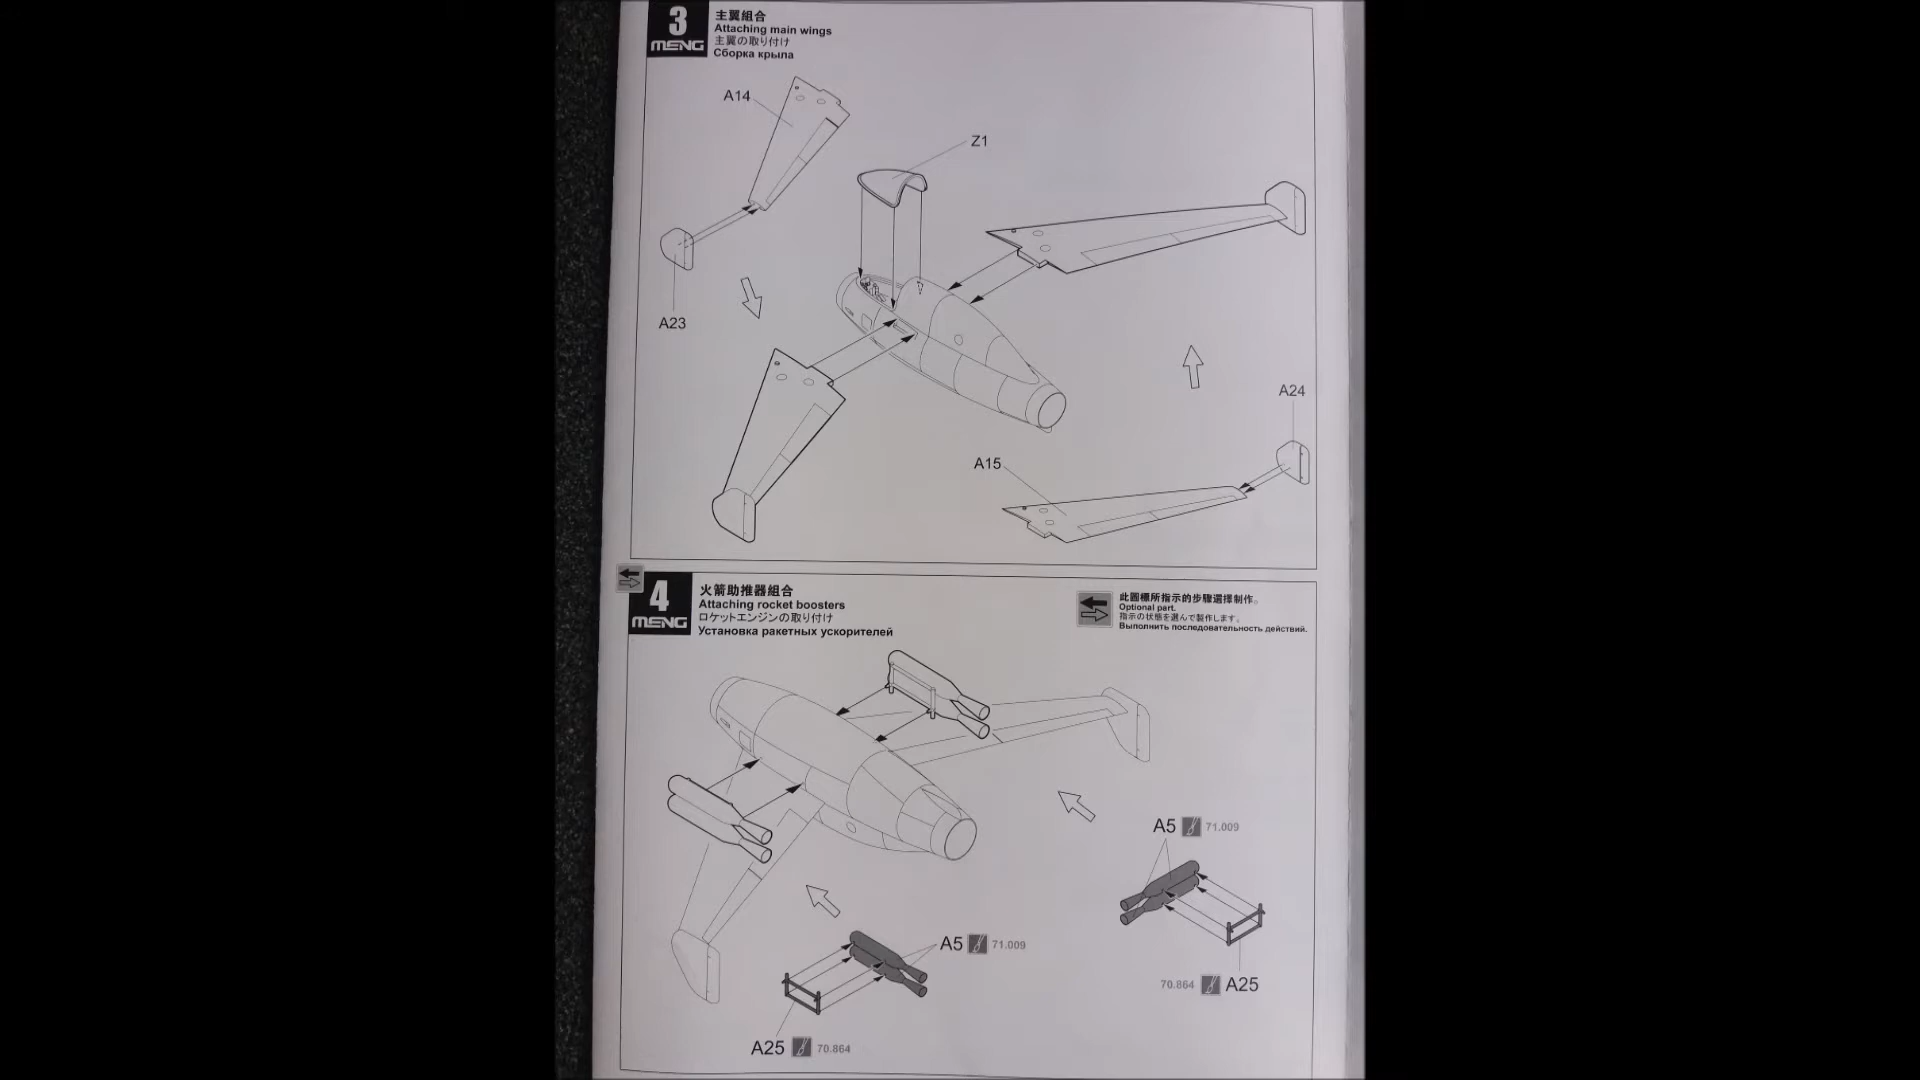 3
MENG
主翼組合
Attaching main wings
主翼の取り付け
Сборка крыла
A14
Z1
A23
A24
A15
4
MENG
火箭助推器組合
Attaching rocket boosters
ロケットエンジンの取り付け
Установка ракетных ускорителей
此圖標所指示的步驟選擇制作。
Optional part.
指示の状態を選んで製作します。
Выполнить последовательность действий.
A5 71.009
A5 71.009
70.864 A25
A25 70.864